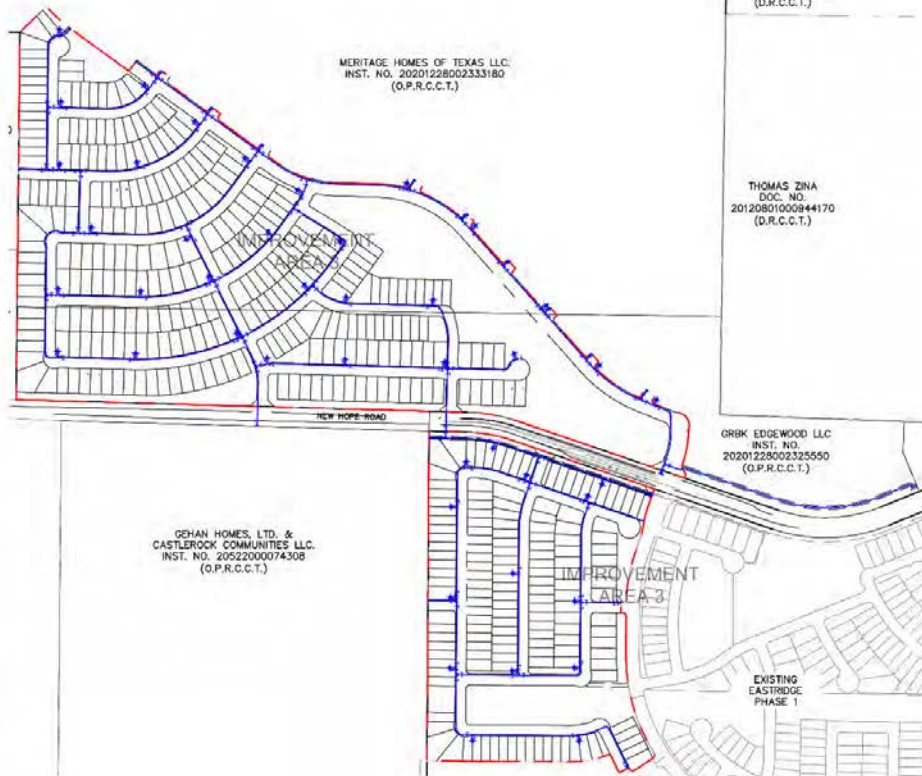 (D.R.C.C.T.)
MERITAGE HOMES OF TEXAS LLC.
INST. NO. 20201228002333180
(O.P.R.C.C.T.)
THOMAS ZINA
DOC. NO.
20120801000944170
(D.R.C.C.T.)
IMPROVEMENT
AREA 3
NEW HOPE ROAD
GRBK EDGEWOOD LLC
INST. NO.
20201228002325550
(O.P.R.C.C.T.)
GEHAN HOMES, LTD. &
CASTLEROCK COMMUNITIES LLC.
INST. NO. 20522000074308
(O.P.R.C.C.T.)
IMPROVEMENT
AREA 3
EXISTING
EASTRIDGE
PHASE 1